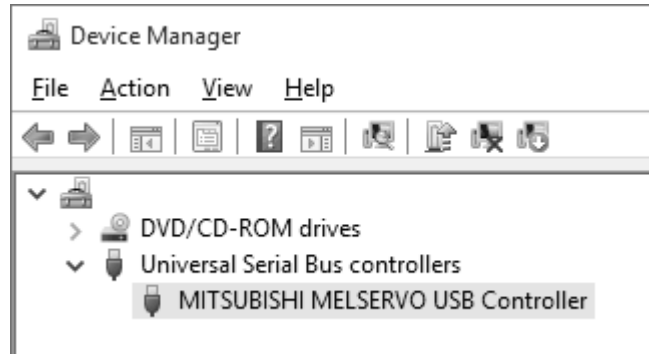 Device Manager
File Action View Help
DVD/CD-ROM drives
Universal Serial Bus controllers
MITSUBISHI MELSERVO USB Controller